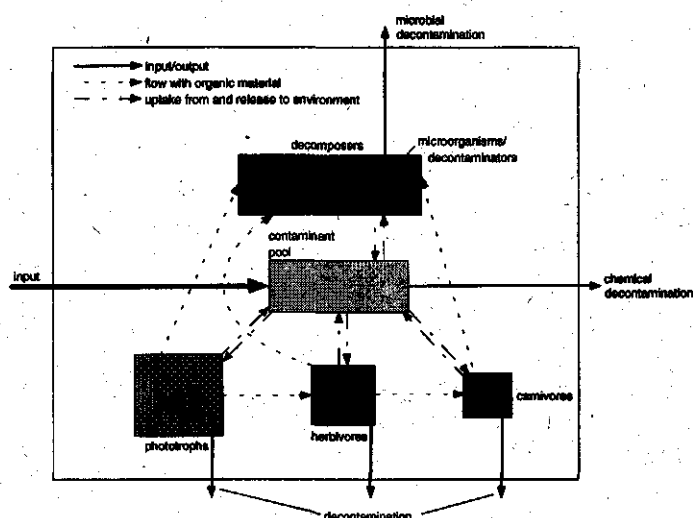 microbial
decontamination
input/output
flow with organic material
uptake from and release to environment
decomposers
microorganisms/
decontaminators
contaminant
pool
input
chemical
decontamination
carnivores
herbivores
phototrophs
decontamination